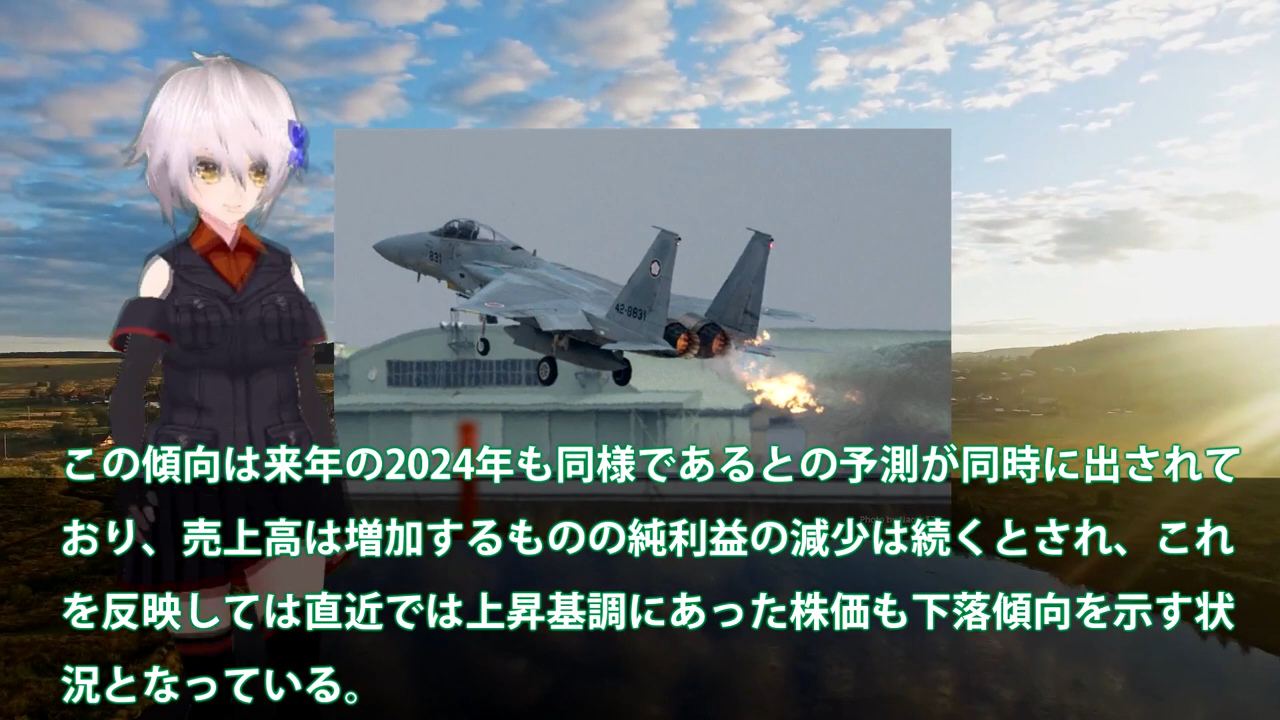 831
42-8831
この傾向は来年の2024年も同様であるとの予測が同時に出されて
おり、売上高は増加するものの純利益の減少は続くとされ、これ
を反映しては直近では上昇基調にあった株価も下落傾向を示す状
況となっている。